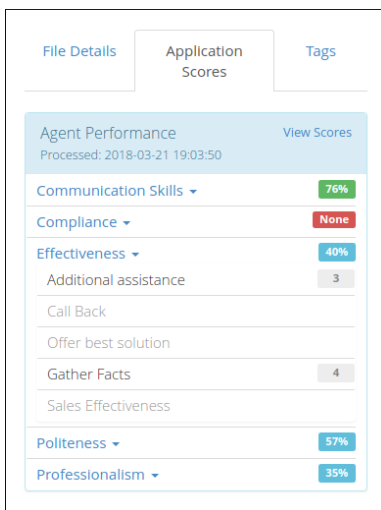 File Details
Application
Scores
Tags
Agent Performance
View Scores
Processed: 2018-03-21 19:03:50
Communication Skills
76%
Compliance
None
Effectiveness
40%
Additional assistance
3
Call Back
Offer best solution
Gather Facts
4
Sales Effectiveness
Politeness
57%
Professionalism
35%